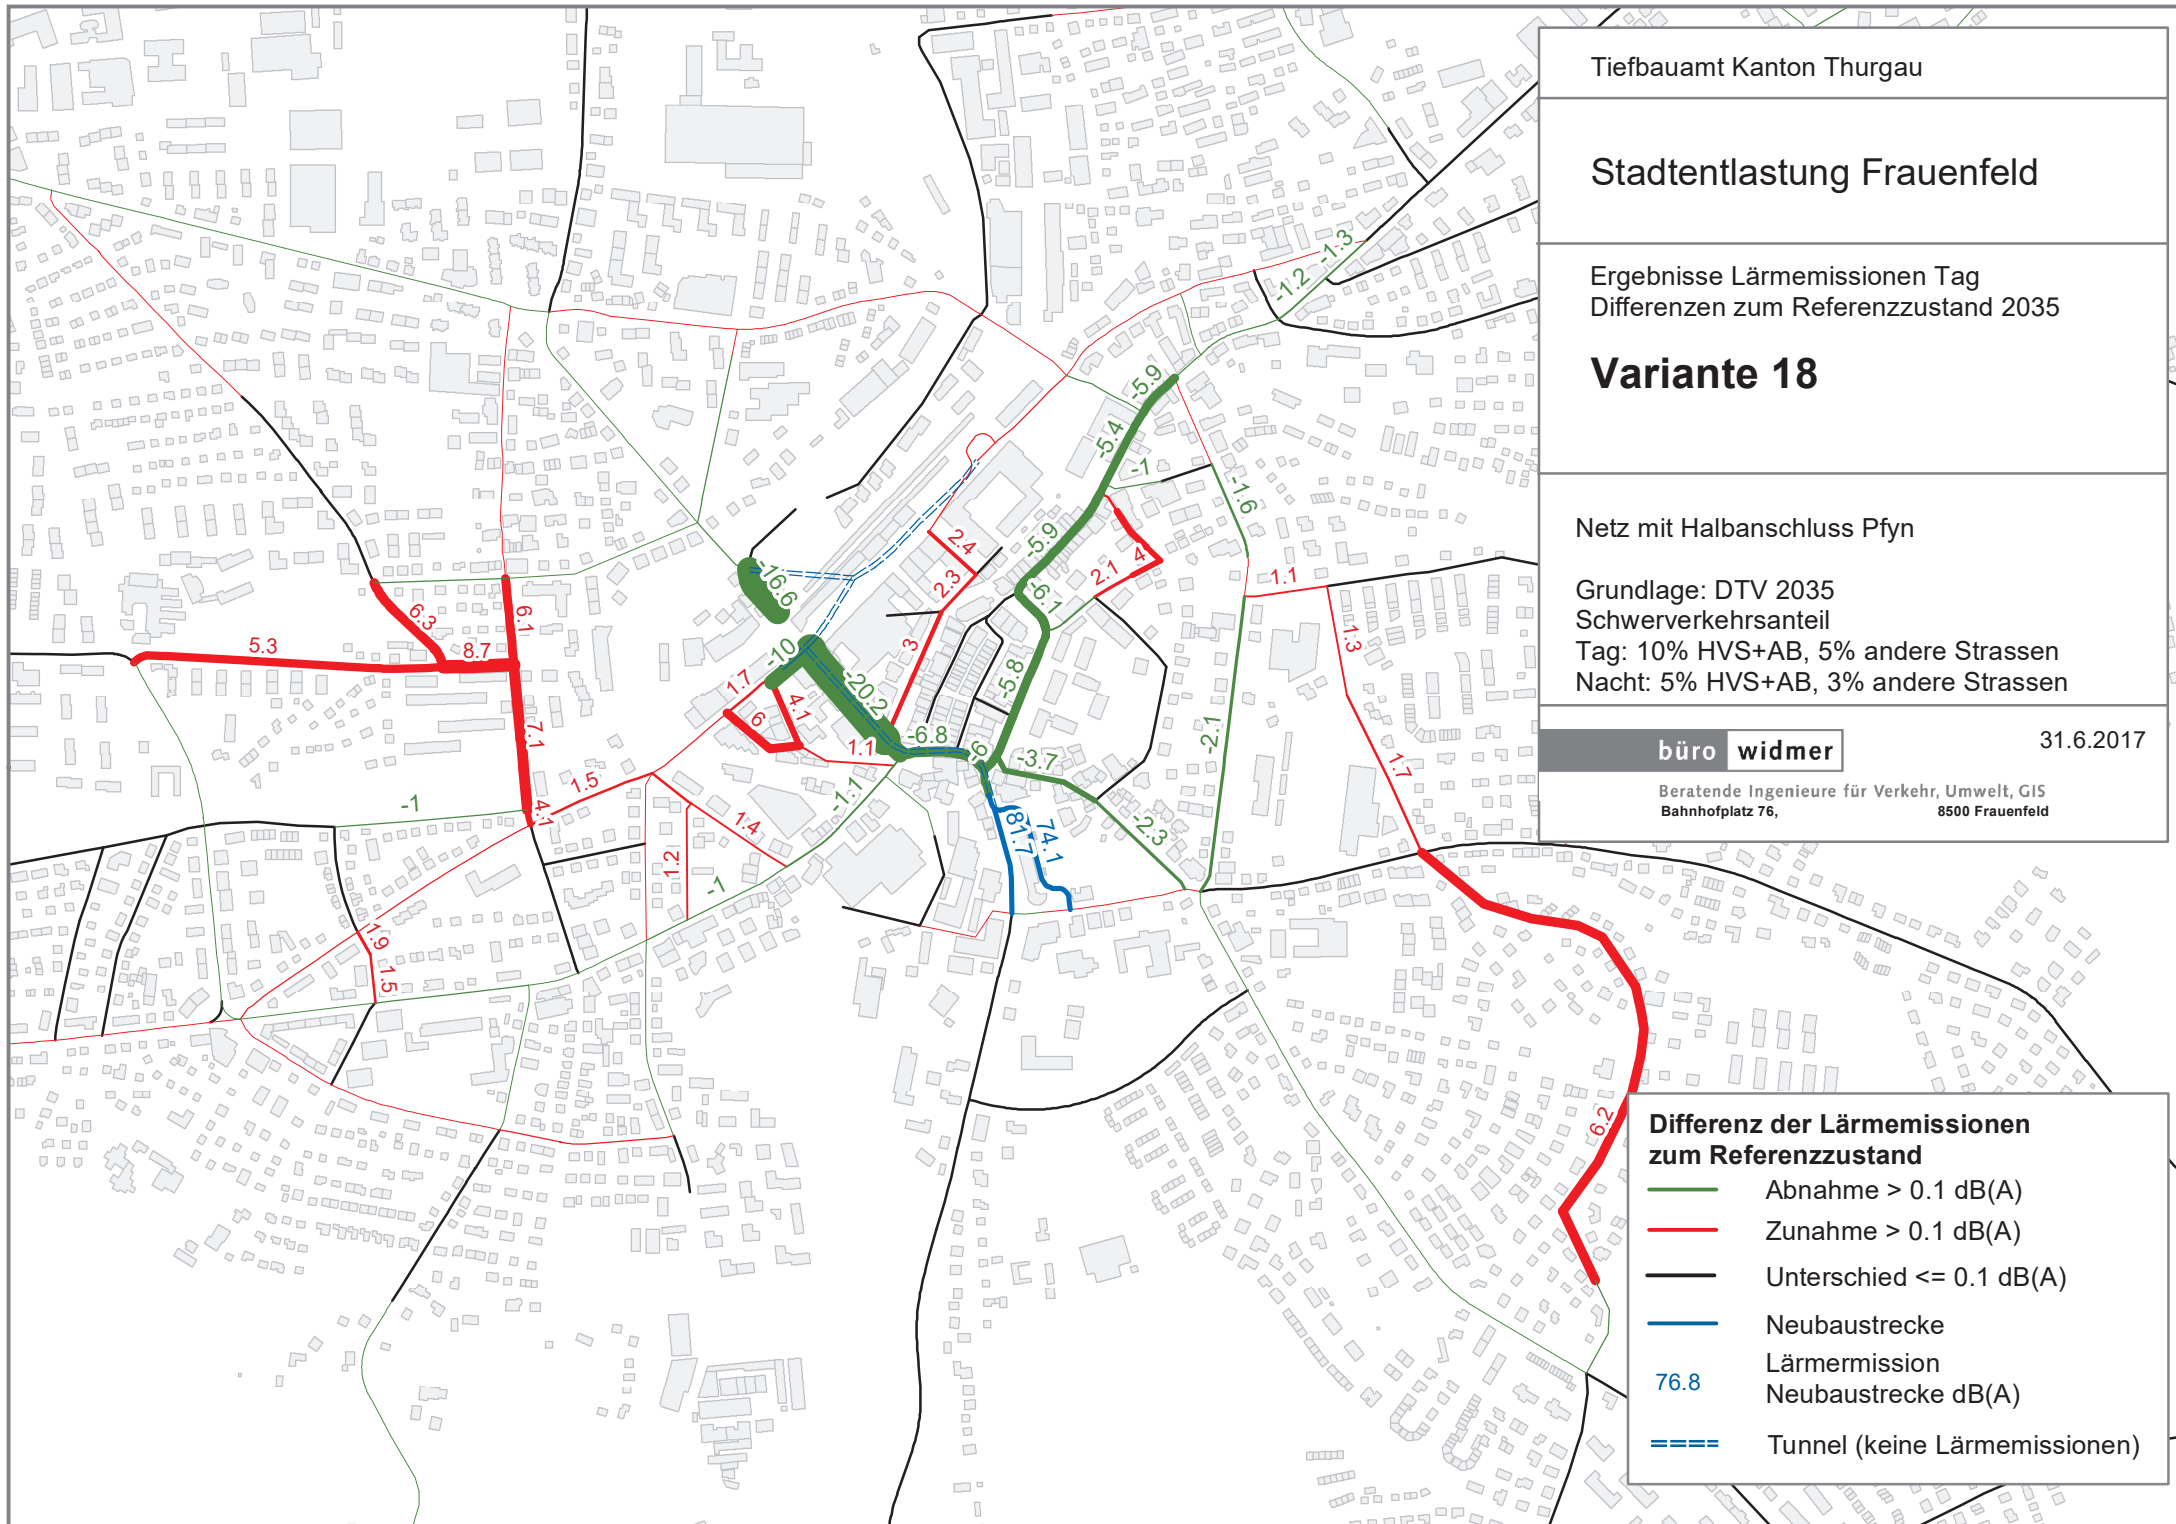 Tiefbauamt Kanton Thurgau
Stadtentlastung Frauenfeld
Ergebnisse Lärmemissionen Tag
Differenzen zum Referenzzustand 2035
Variante 18
Netz mit Halbanschluss Pfyn
Grundlage: DTV 2035
Schwerverkehrsanteil
Tag: 10% HVS+AB, 5% andere Strassen
Nacht: 5% HVS+AB, 3% andere Strassen
büro widmer
31.6.2017
Beratende Ingenieure für Verkehr, Umwelt, GIS
Bahnhofplatz 76, 8500 Frauenfeld
-1.3
-1.2
-5.9
-5.4
-1
-1.6
-5.9
2.4
2.3
4
2.1
-6.1
1.1
-16.6
6.3
6.1
5.3
8.7
-10
3
1.3
1.7
4.1
-20.2
-5.8
6
7.1
1.1
-6.8
-6
-3.7
-2.1
1.7
1.5
-1
4.1
-1.1
1.4
81.7
74.1
-2.3
1.2
-1
1.9
1.5
6.2
Differenz der Lärmemissionen
zum Referenzzustand
Abnahme > 0.1 dB(A)
Zunahme > 0.1 dB(A)
Unterschied <= 0.1 dB(A)
Neubaustrecke
Lärmermission
76.8 Neubaustrecke dB(A)
Tunnel (keine Lärmemissionen)